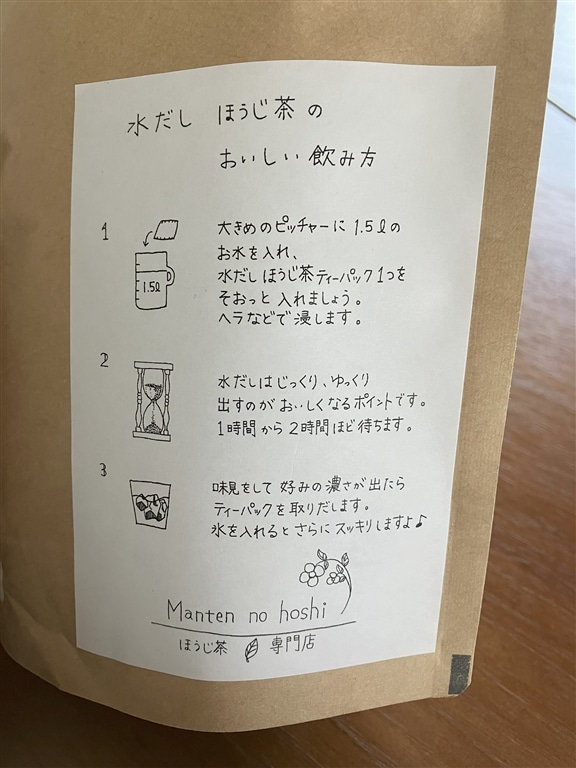 水だし ほうじ茶の
おいしい飲み方
1
大きめのピッチャーに 1.5ℓの
お水を入れ、
水だしほうじ茶ティーパック1つを
そおっと入れましょう。
ヘラなどで浸します。
1.5ℓ
2
水だしはじっくり、ゆっくり
出すのがおいしくなるポイントです。
1時間から2時間ほど待ちます。
3
味見をして 好みの濃さが出たら
ティーパックを取りだします。
氷を入れるとさらにスッキリしますよ♪
Manten no hoshi
ほうじ茶 専門店